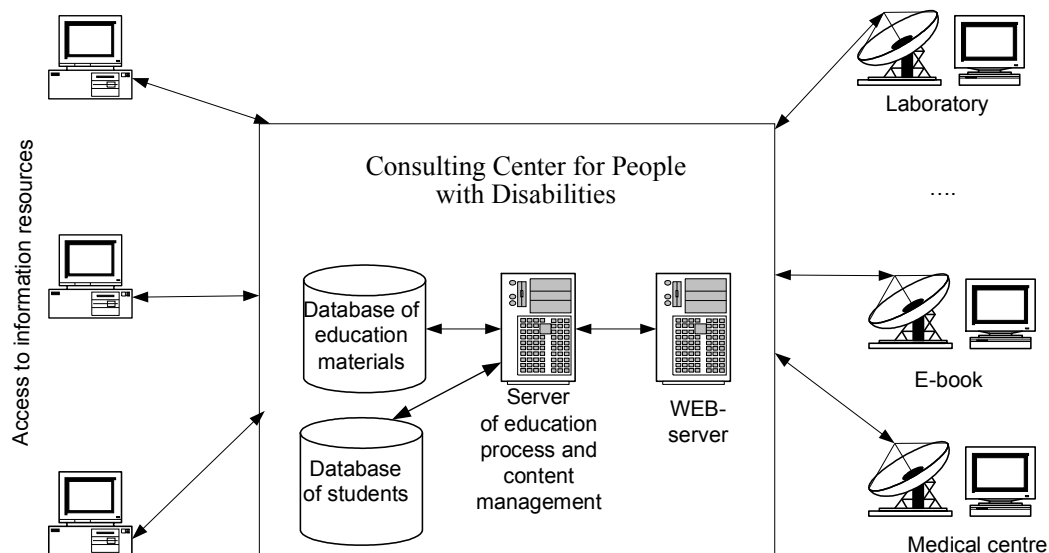 Access to information resources
Consulting Center for People
with Disabilities
Database of
education
materials
Database
of students
Server
of education
process and
content
management
WEB-
server
Laboratory
....
E-book
Medical centre